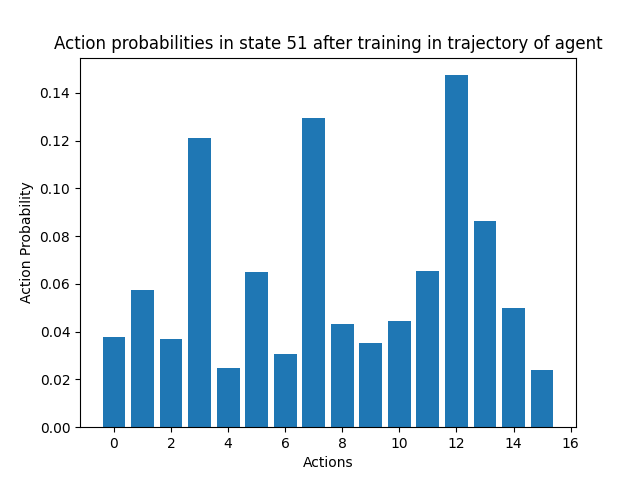 Action probabilities in state 51 after training in trajectory of agent
0.14
0.12
0.10
0.08
0.06
0.04
0.02
0.00
Action Probability
0 2 4 6 8 10 12 14 16
Actions